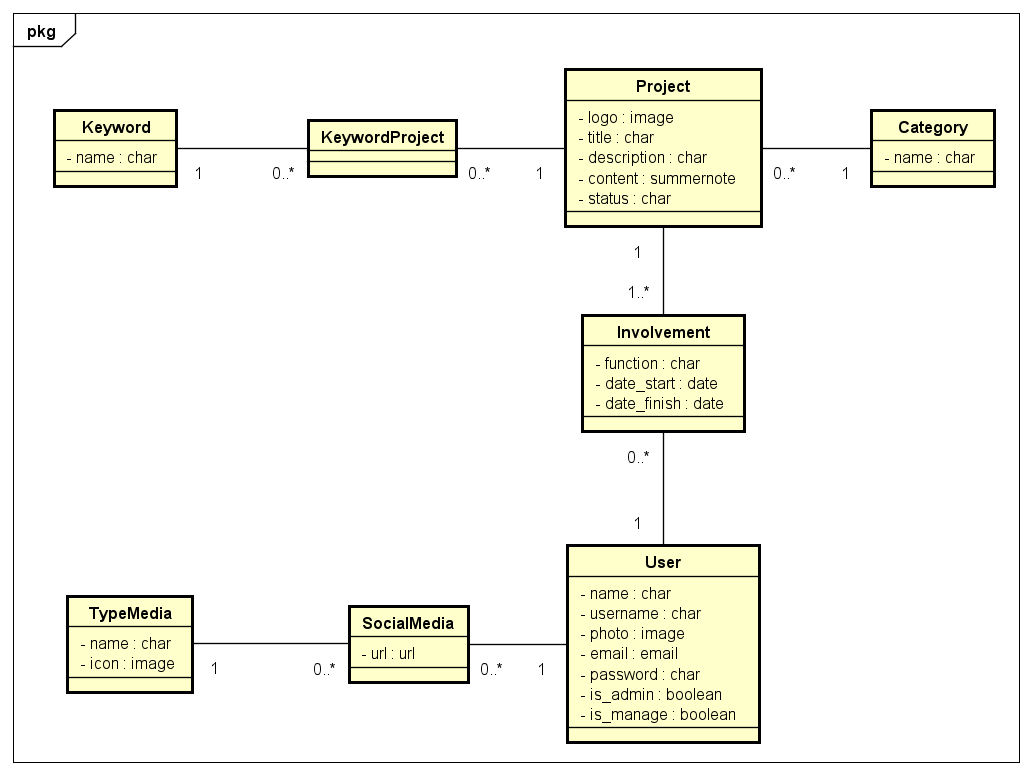 pkg
Project
- logo : image
- title : char
- description : char
- content : summernote
- status : char
Keyword
- name : char
KeywordProject
Category
- name : char
1
0..*
0..*
1
0..*
1
1
1..*
Involvement
- function : char
- date_start : date
- date_finish : date
0..*
1
User
- name : char
- username : char
- photo : image
- email : email
- password : char
- is_admin : boolean
- is_manage : boolean
TypeMedia
- name : char
- icon : image
SocialMedia
- url : url
1
0..*
0..*
1